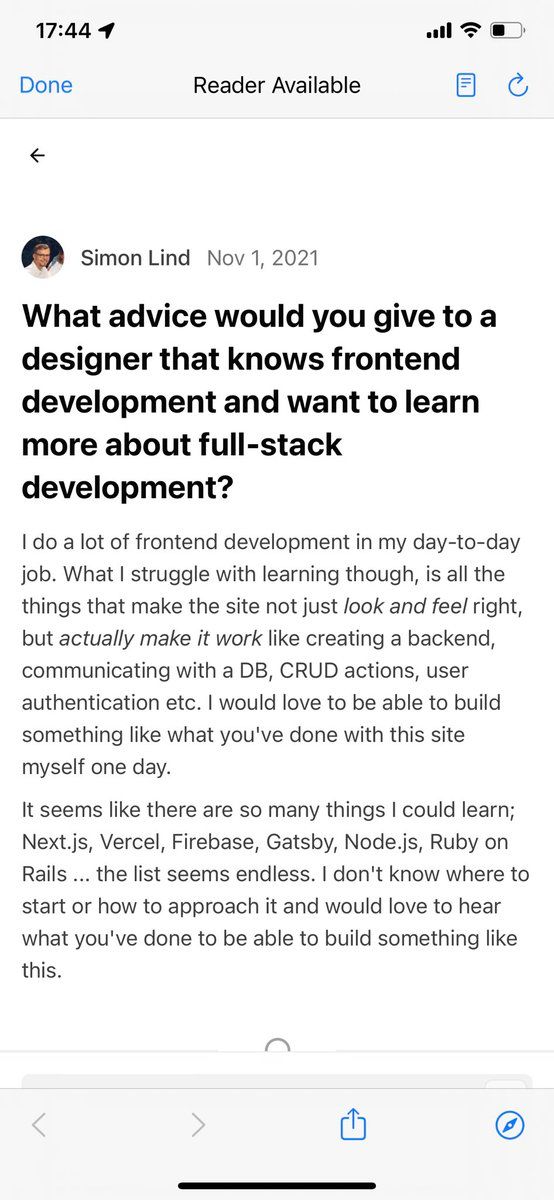 17:44
Done
Reader Available
Simon Lind Nov 1, 2021
What advice would you give to a
designer that knows frontend
development and want to learn
more about full-stack
development?
I do a lot of frontend development in my day-to-day
job. What I struggle with learning though, is all the
things that make the site not just look and feel right,
but actually make it work like creating a backend,
communicating with a DB, CRUD actions, user
authentication etc. I would love to be able to build
something like what you've done with this site
myself one day.
It seems like there are so many things I could learn;
Next.js, Vercel, Firebase, Gatsby, Node.js, Ruby on
Rails ... the list seems endless. I don't know where to
start or how to approach it and would love to hear
what you've done to be able to build something like
this.